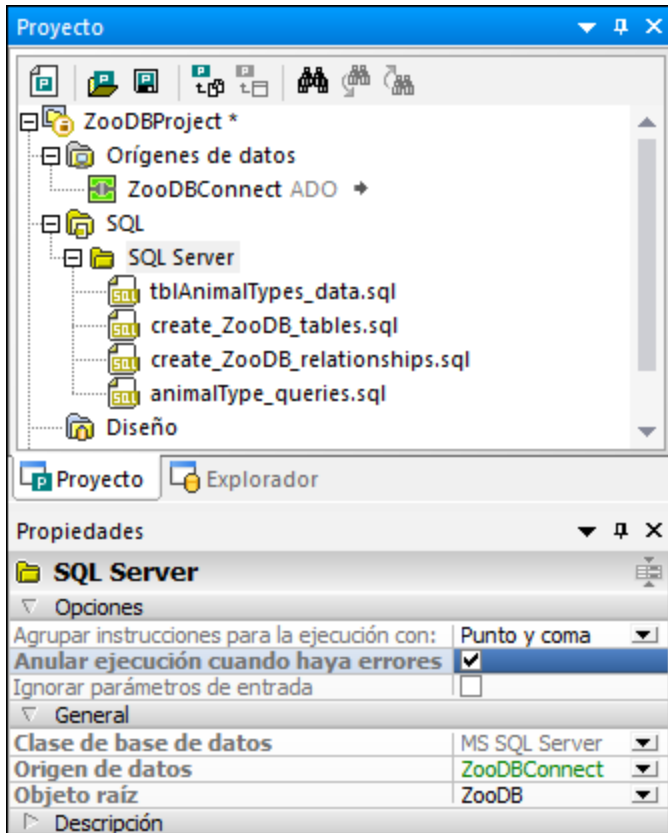 Proyecto
ZooDBProject *
Orígenes de datos
ZooDBConnect ADO
SQL
SQL Server
tblAnimalTypes_data.sql
create_ZooDB_tables.sql
create_ZooDB_relationships.sql
animalType_queries.sql
Diseño
Proyecto Explorador
Propiedades
SQL Server
Opciones
Agrupar instrucciones para la ejecución con: Punto y coma
Anular ejecución cuando haya errores
Ignorar parámetros de entrada
General
Clase de base de datos MS SQL Server
Origen de datos ZooDBConnect
Objeto raíz ZooDB
Descripción